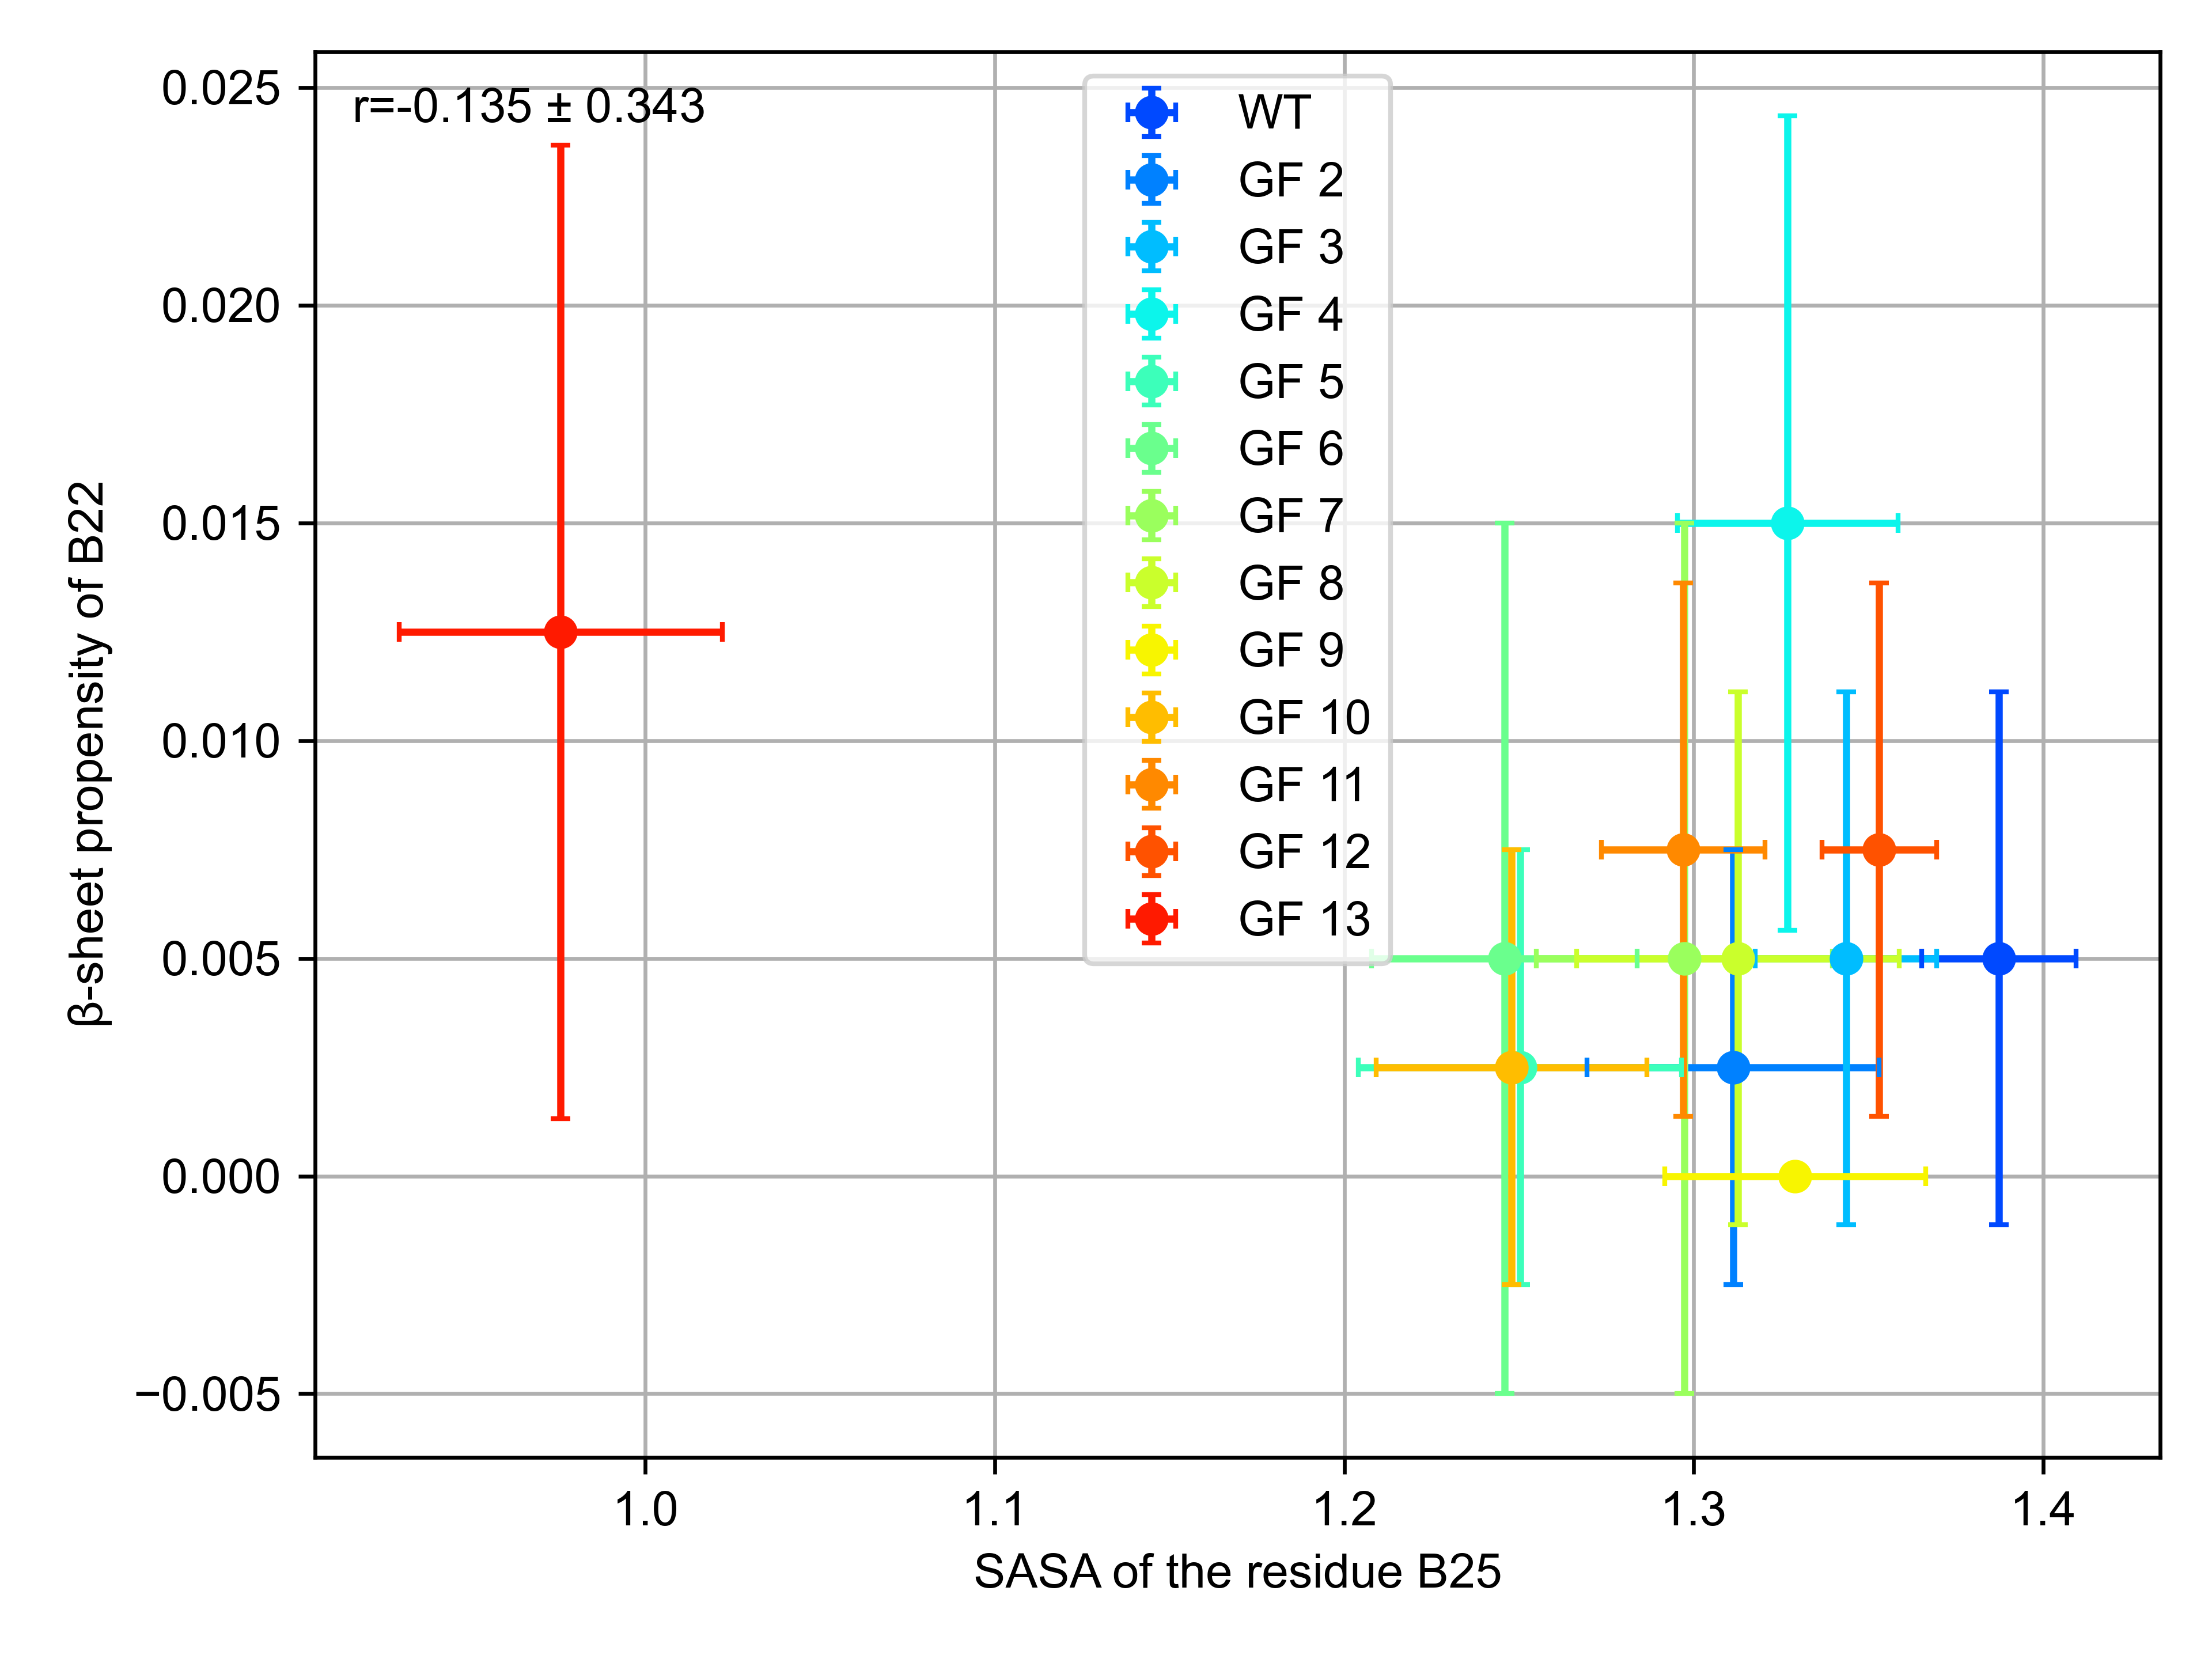 r=-0.135 ± 0.343
WT
GF 2
GF 3
GF 4
GF 5
GF 6
GF 7
GF 8
GF 9
GF 10
GF 11
GF 12
GF 13
0.025
0.020
0.015
0.010
0.005
0.000
−0.005
β-sheet propensity of B22
1.0 1.1 1.2 1.3 1.4
SASA of the residue B25